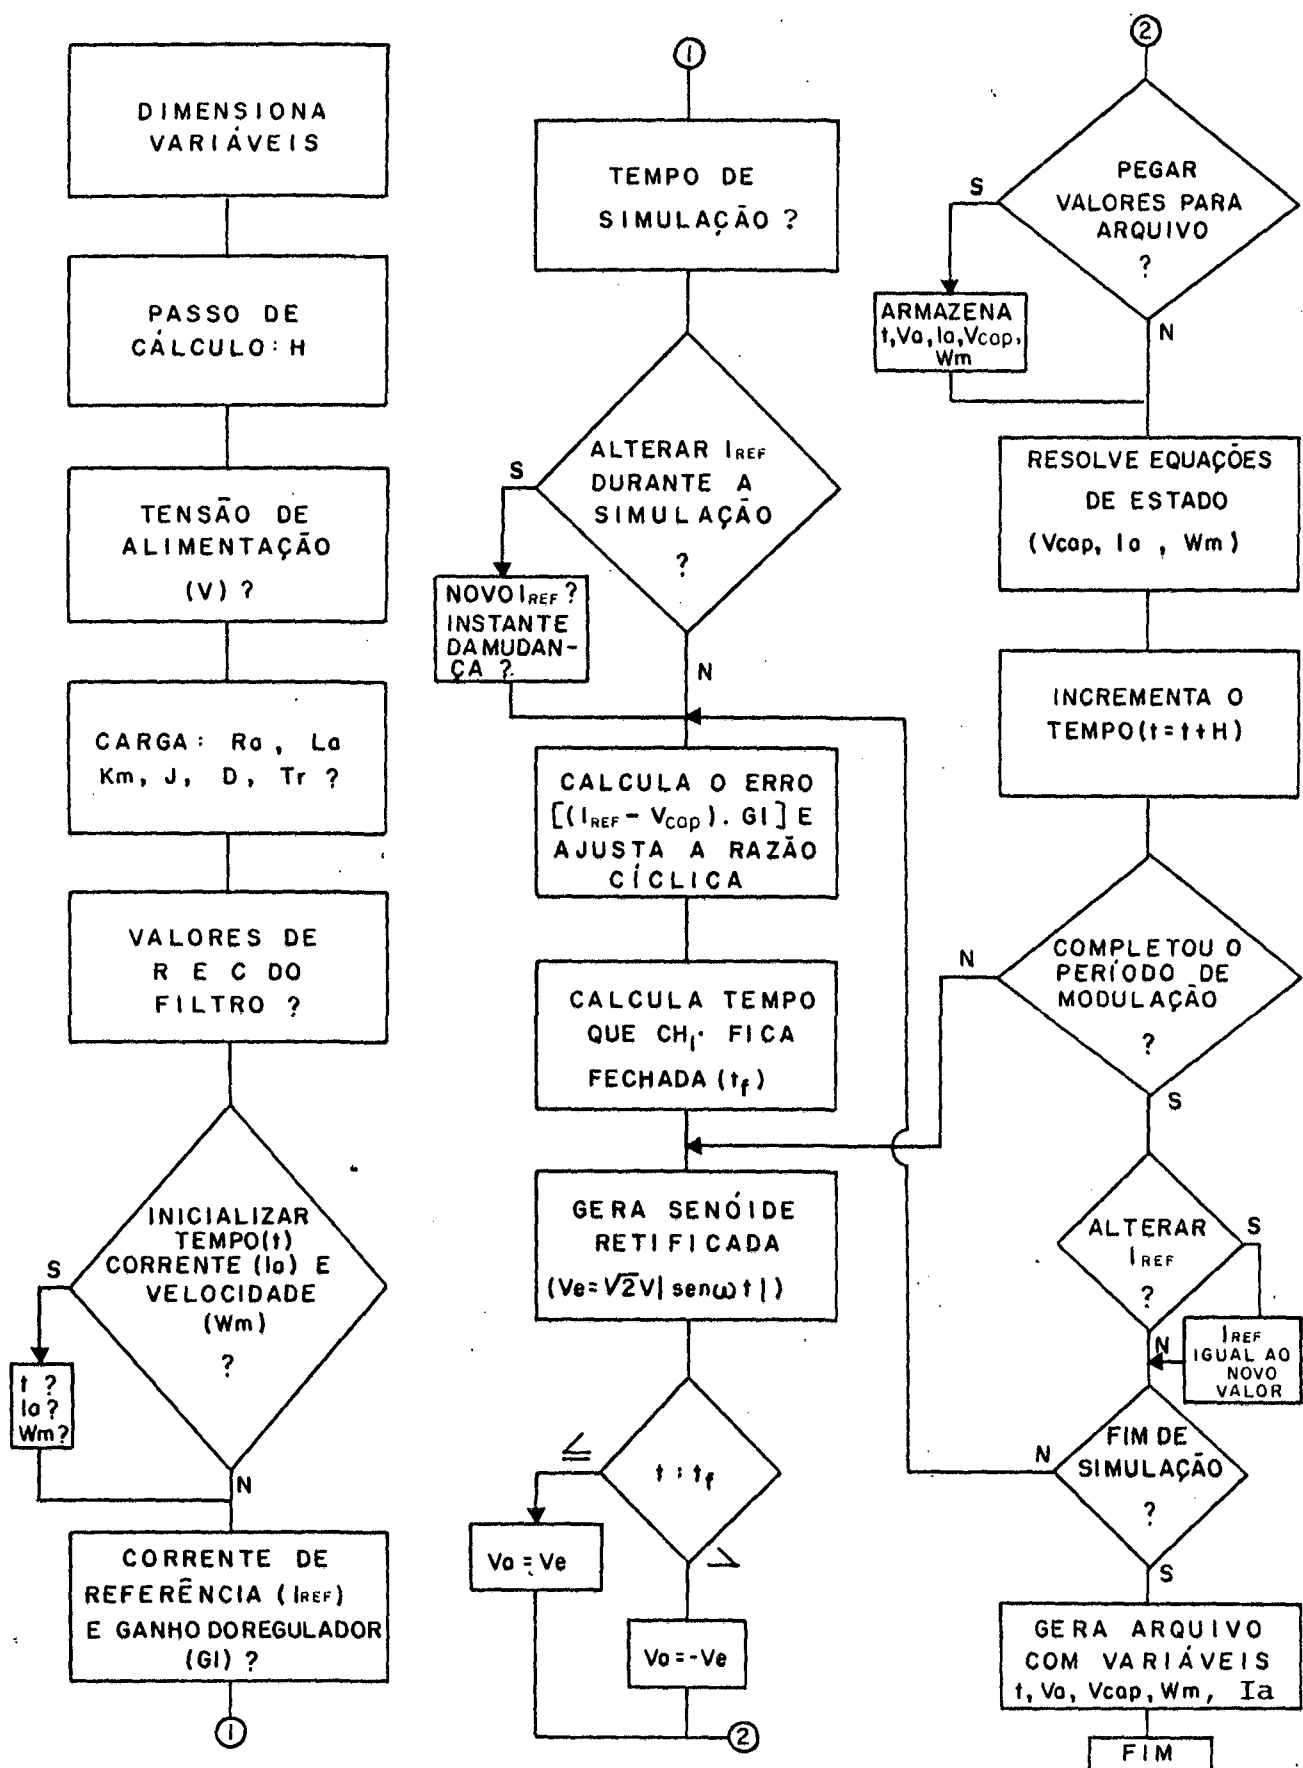 DIMENSIONA
VARIÁVEIS
PASSO DE
CÁLCULO: H
TENSÃO DE
ALIMENTAÇÃO
(V) ?
CARGA: Ra, La
Km, J, D, Tr ?
VALORES DE
R E C DO
FILTRO ?
INICIALIZAR
TEMPO(t)
CORRENTE (Ia) E
VELOCIDADE
(Wm)
?
S
t ?
Ia?
Wm?
N
CORRENTE DE
REFERÊNCIA (IREF)
E GANHO DO REGULADOR
(GI) ?
1
1
TEMPO DE
SIMULAÇÃO ?
ALTERAR IREF
DURANTE A
SIMULAÇÃO
?
S
NOVO IREF ?
INSTANTE
DA MUDAN-
ÇA ?
N
CALCULA O ERRO
[(IREF - Vcap). GI] E
AJUSTA A RAZÃO
CÍCLICA
CALCULA TEMPO
QUE CH1. FICA
FECHADA (tf)
GERA SENÓIDE
RETIFICADA
(Ve=√2V| senωt|)
t : tf
≦
>
Va = Ve
Va = -Ve
2
2
PEGAR
VALORES PARA
ARQUIVO
?
S
ARMAZENA
t,Va,Ia,Vcap,
Wm
N
RESOLVE EQUAÇÕES
DE ESTADO
(Vcap, Ia , Wm)
INCREMENTA O
TEMPO(t=t+H)
COMPLETOU O
PERÍODO DE
MODULAÇÃO
?
N
S
ALTERAR
IREF
?
S
IREF
IGUAL AO
NOVO
VALOR
N
FIM DE
SIMULAÇÃO
?
N
S
GERA ARQUIVO
COM VARIÁVEIS
t, Va, Vcap, Wm, Ia
FIM